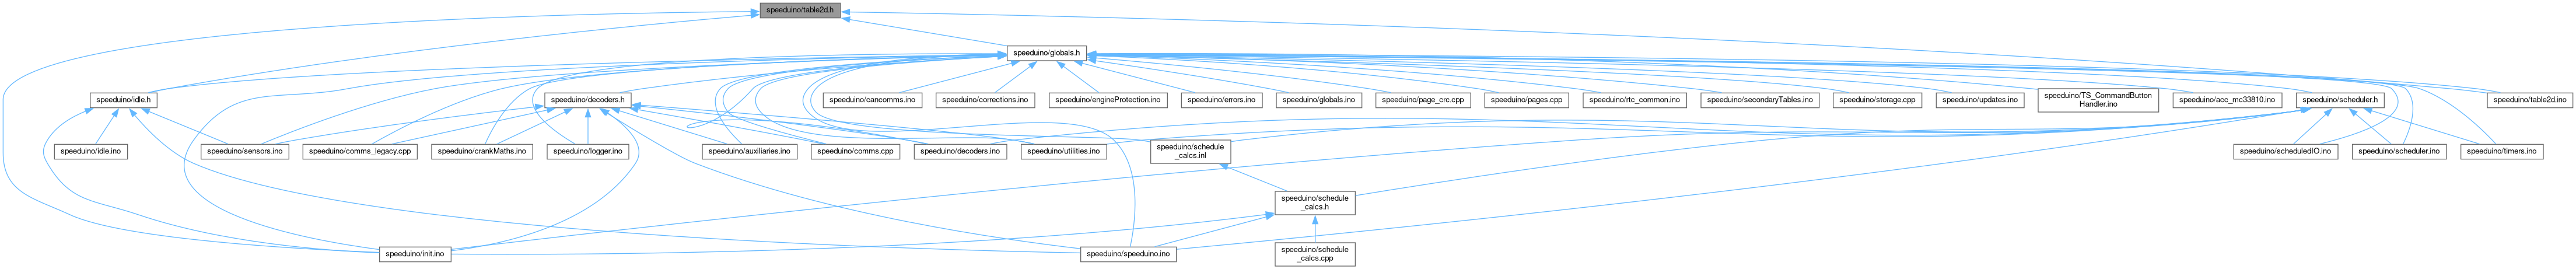 speeduino/table2d.h
speeduino/globals.h
speeduino/idle.h
speeduino/decoders.h
speeduino/cancomms.ino
speeduino/corrections.ino
speeduino/engineProtection.ino
speeduino/errors.ino
speeduino/globals.ino
speeduino/page_crc.cpp
speeduino/pages.cpp
speeduino/rtc_common.ino
speeduino/secondaryTables.ino
speeduino/storage.cpp
speeduino/updates.ino
speeduino/TS_CommandButton
Handler.ino
speeduino/acc_mc33810.ino
speeduino/scheduler.h
speeduino/table2d.ino
speeduino/idle.ino
speeduino/sensors.ino
speeduino/comms_legacy.cpp
speeduino/crankMaths.ino
speeduino/logger.ino
speeduino/auxiliaries.ino
speeduino/comms.cpp
speeduino/decoders.ino
speeduino/utilities.ino
speeduino/schedule
_calcs.inl
speeduino/scheduledIO.ino
speeduino/scheduler.ino
speeduino/timers.ino
speeduino/schedule
_calcs.h
speeduino/init.ino
speeduino/speeduino.ino
speeduino/schedule
_calcs.cpp